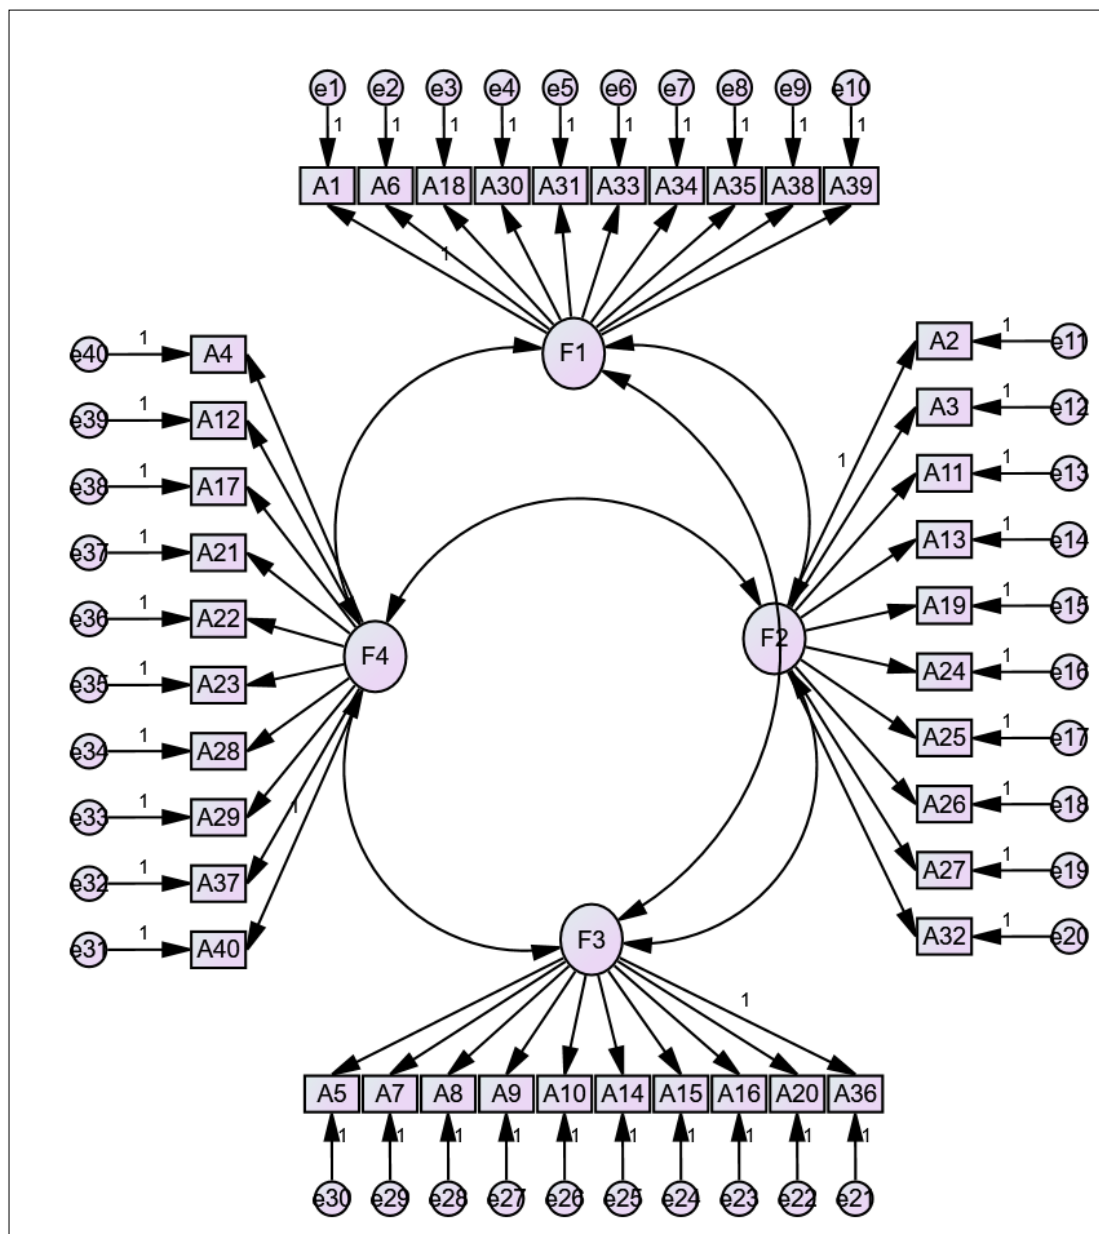 e1 e2 e3 e4 e5 e6 e7 e8 e9 e10
1 1 1 1 1 1 1 1 1 1
A1 A6 A18 A30 A31 A33 A34 A35 A38 A39
1
F1
e40 1 A4
e39 1 A12
e38 1 A17
e37 1 A21
e36 1 A22
e35 1 A23
e34 1 A28
e33 1 A29
1
e32 1 A37
e31 1 A40
F4
A2 1 e11
A3 1 e12
1
A11 1 e13
A13 1 e14
A19 1 e15
A24 1 e16
A25 1 e17
A26 1 e18
A27 1 e19
A32 1 e20
F2
F3
1
A5 A7 A8 A9 A10 A14 A15 A16 A20 A36
1 1 1 1 1 1 1 1 1 1
e30 e29 e28 e27 e26 e25 e24 e23 e22 e21